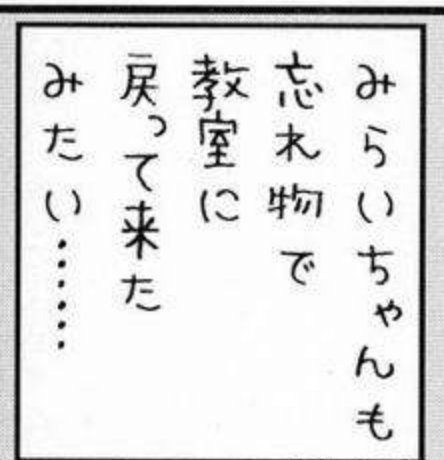 みらいちゃんも
忘れ物で
教室に
戻って来た
みたい……